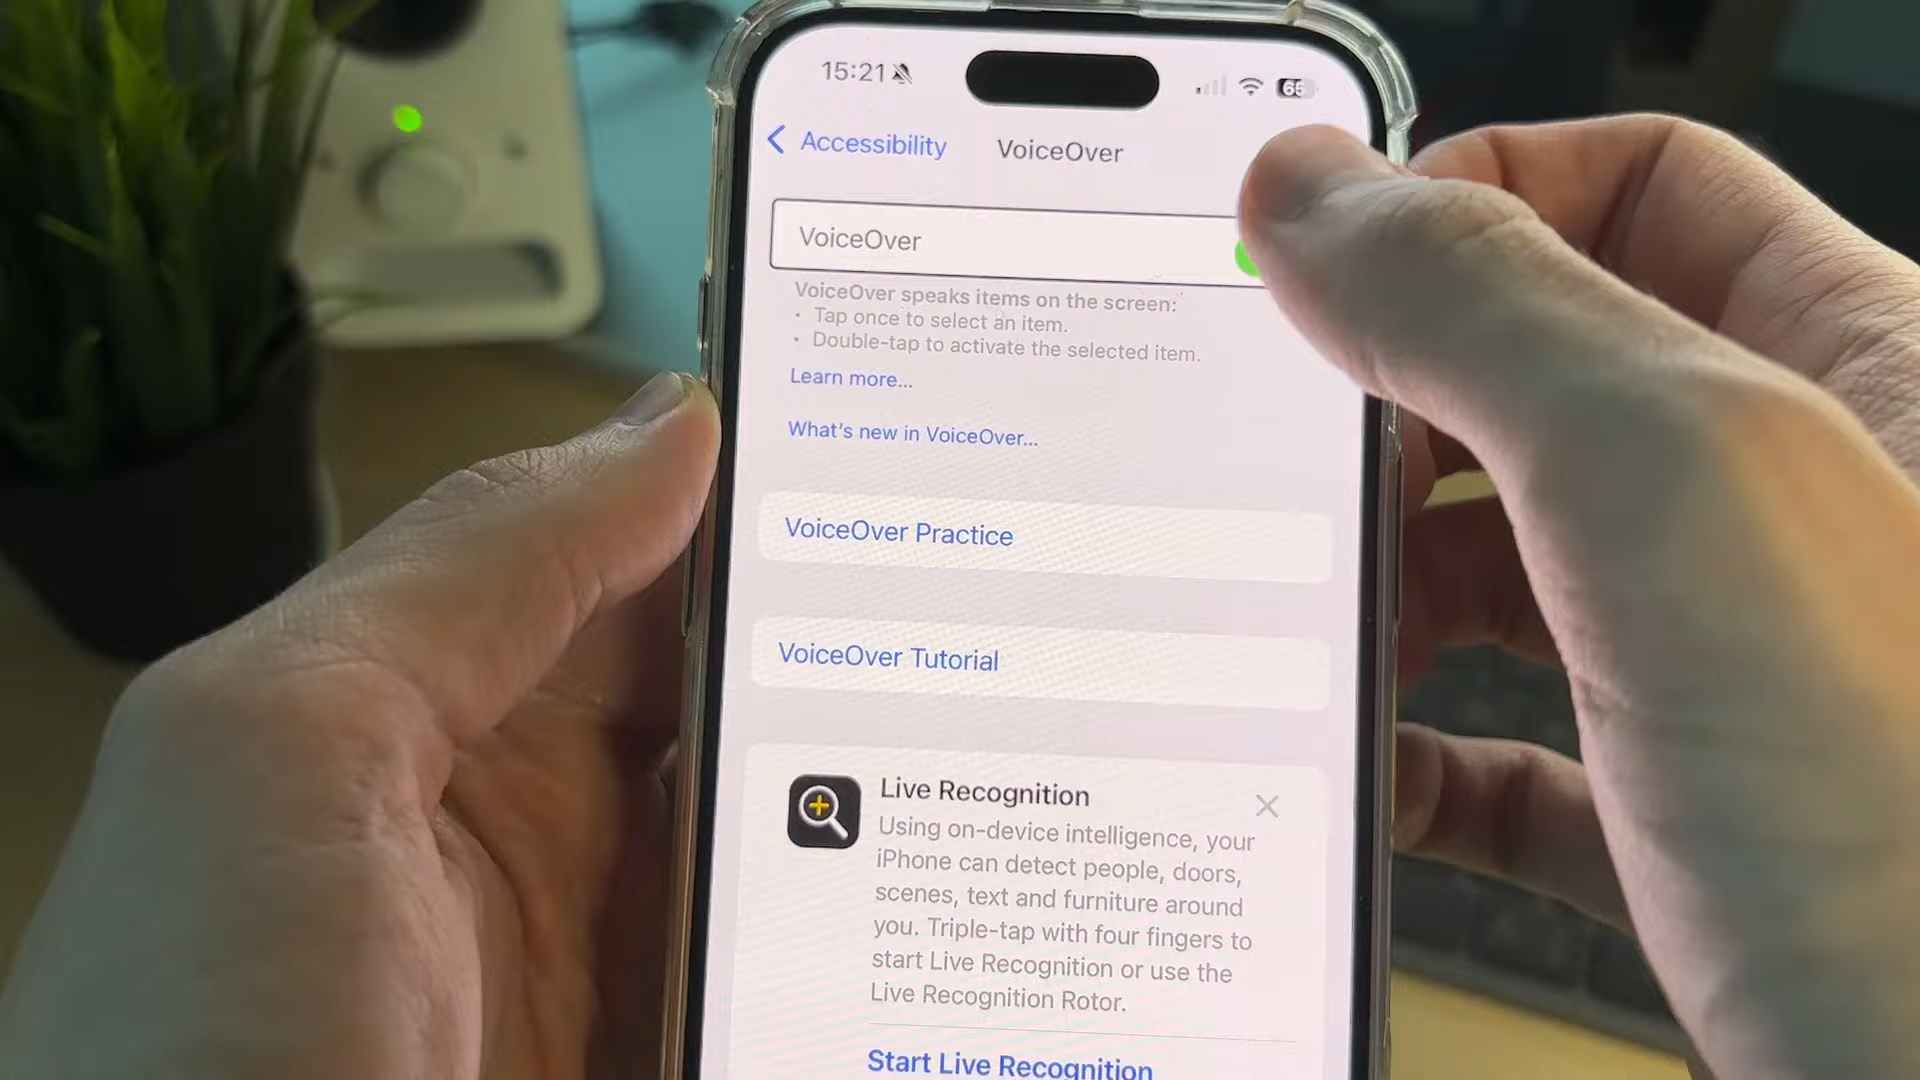 15:21
65
Accessibility
VoiceOver
VoiceOver
VoiceOver speaks items on the screen:
• Tap once to select an item.
• Double-tap to activate the selected item.
Learn more...
What's new in VoiceOver...
VoiceOver Practice
VoiceOver Tutorial
Live Recognition
Using on-device intelligence, your
iPhone can detect people, doors,
scenes, text and furniture around
you. Triple-tap with four fingers to
start Live Recognition or use the
Live Recognition Rotor.
Start Live Recognition